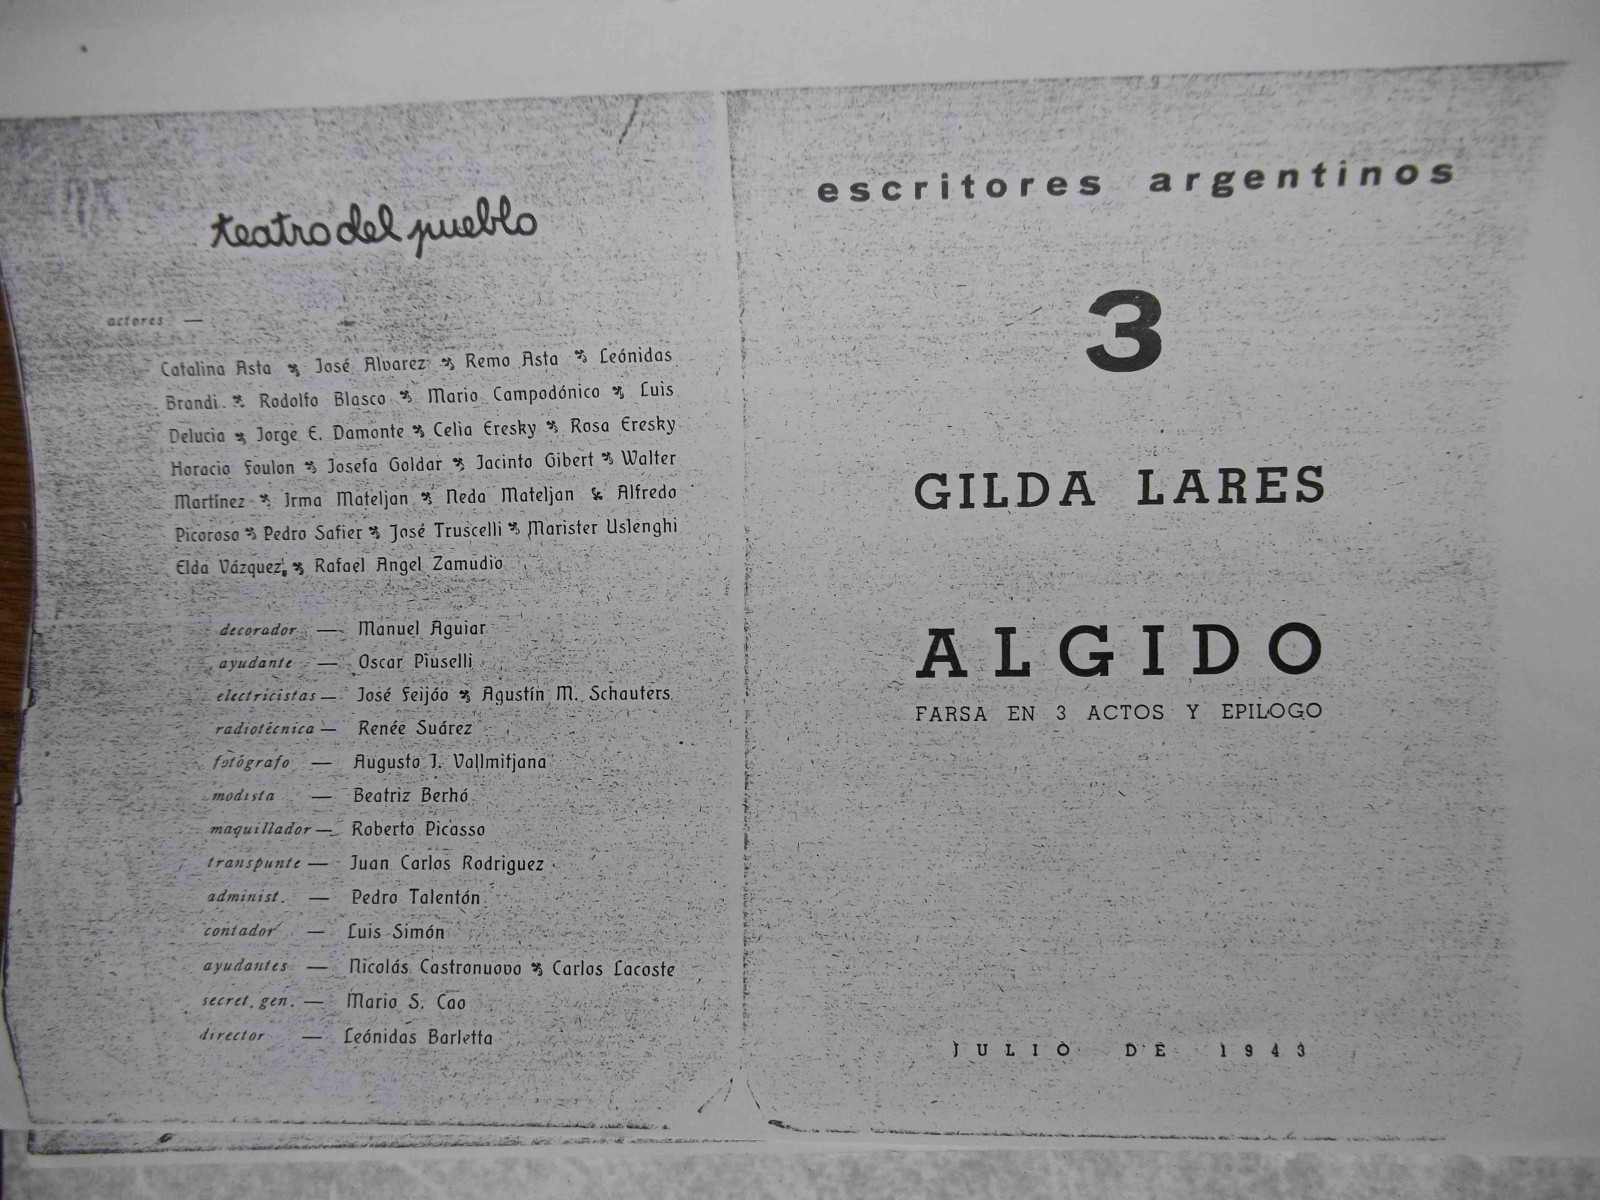 teatro del pueblo
actores —
Catalina Asta José Alvarez Remo Asta Leónidas
Brandi Rodolfo Blasco Mario Campodónico Luis
Delucia Jorge E. Damonte Celia Eresky Rosa Eresky
Horacio Foulon Josefa Goldar Jacinto Gibert Walter
Martínez Irma Mateljan Neda Mateljan & Alfredo
Picoroso Pedro Safier José Truscelli Marister Uslenghi
Elda Vázquez, Rafael Angel Zamudio
decorador — Manuel Aguiar
ayudante — Oscar Piuselli
electricistas — José Feijóo Agustín M. Schauters
radiotécnica — Renée Suárez
fotógrafo — Augusto J. Vallmitjana
modista — Beatriz Berhó
maquillador — Roberto Picasso
transpunte — Juan Carlos Rodriguez
administ. — Pedro Talentón
contador — Luis Simón
ayudantes — Nicolás Castronuovo Carlos Lacoste
secret. gen. — Mario S. Cao
director — Leónidas Barletta
escritores argentinos
3
GILDA LARES
ALGIDO
FARSA EN 3 ACTOS Y EPILOGO
JULIO DE 1943